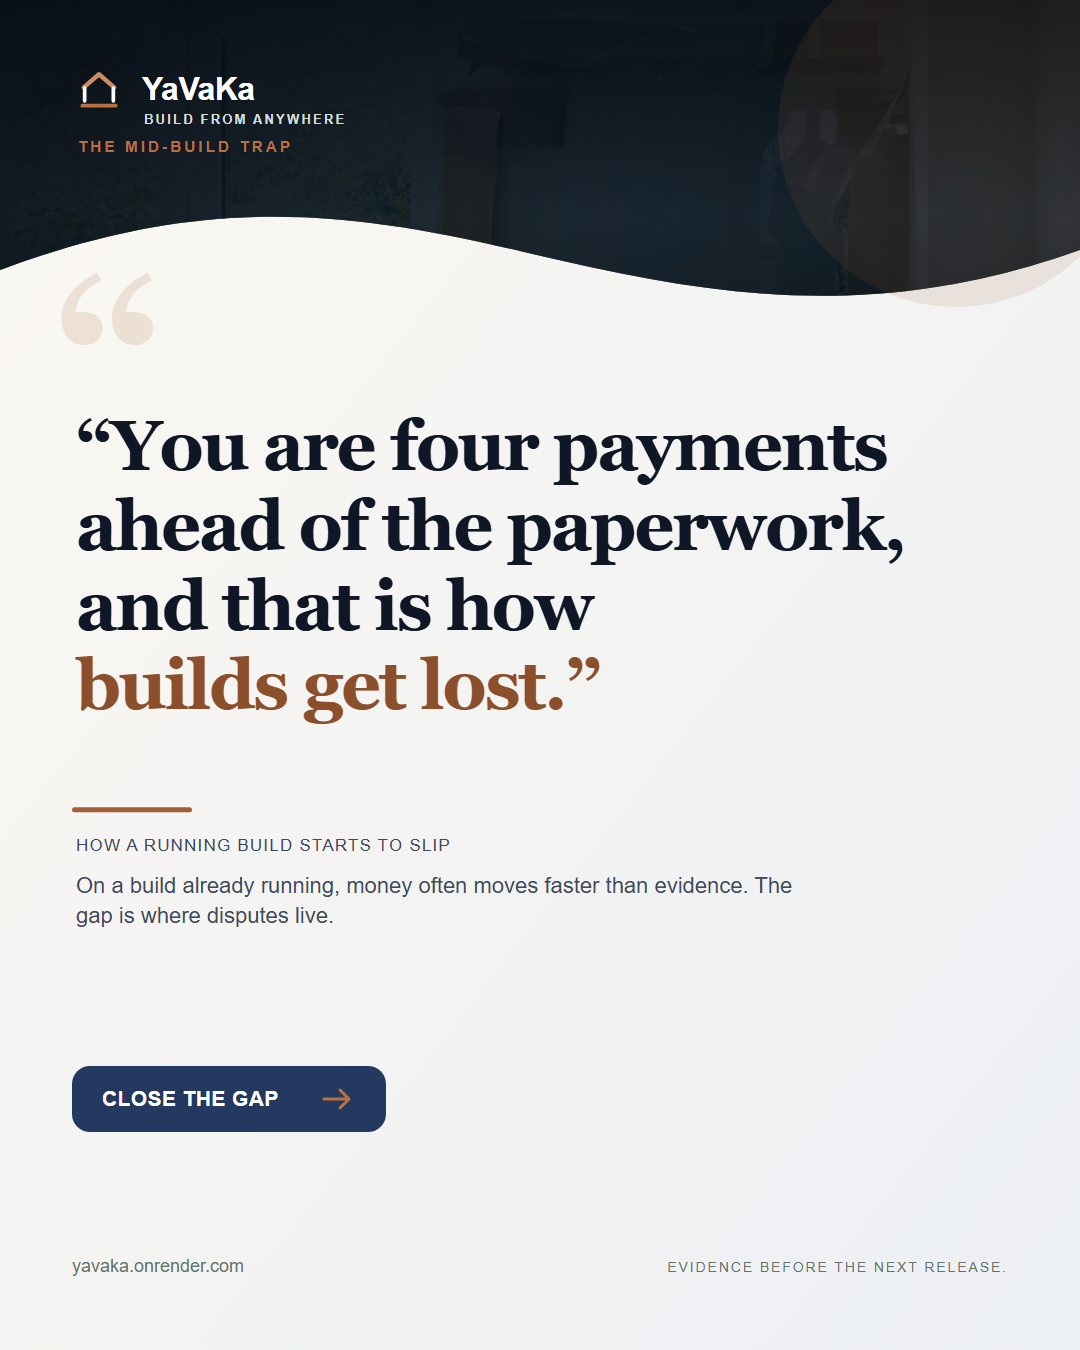 YaVaKa
BUILD FROM ANYWHERE
THE MID-BUILD TRAP
“
“You are four payments
ahead of the paperwork,
and that is how
builds get lost.”
HOW A RUNNING BUILD STARTS TO SLIP
On a build already running, money often moves faster than evidence. The
gap is where disputes live.
CLOSE THE GAP
yavaka.onrender.com
EVIDENCE BEFORE THE NEXT RELEASE.